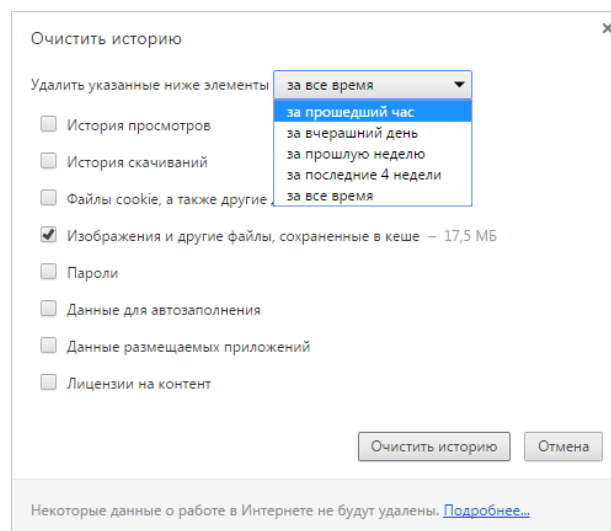 Очистить историю
Удалить указанные ниже элементы за все время
за прошедший час
за вчерашний день
за прошлую неделю
за последние 4 недели
за все время
История просмотров
История скачиваний
Файлы cookie, а также другие
Изображения и другие файлы, сохраненные в кеше – 17,5 МБ
Пароли
Данные для автозаполнения
Данные размещаемых приложений
Лицензии на контент
Очистить историю Отмена
Некоторые данные о работе в Интернете не будут удалены. Подробнее...